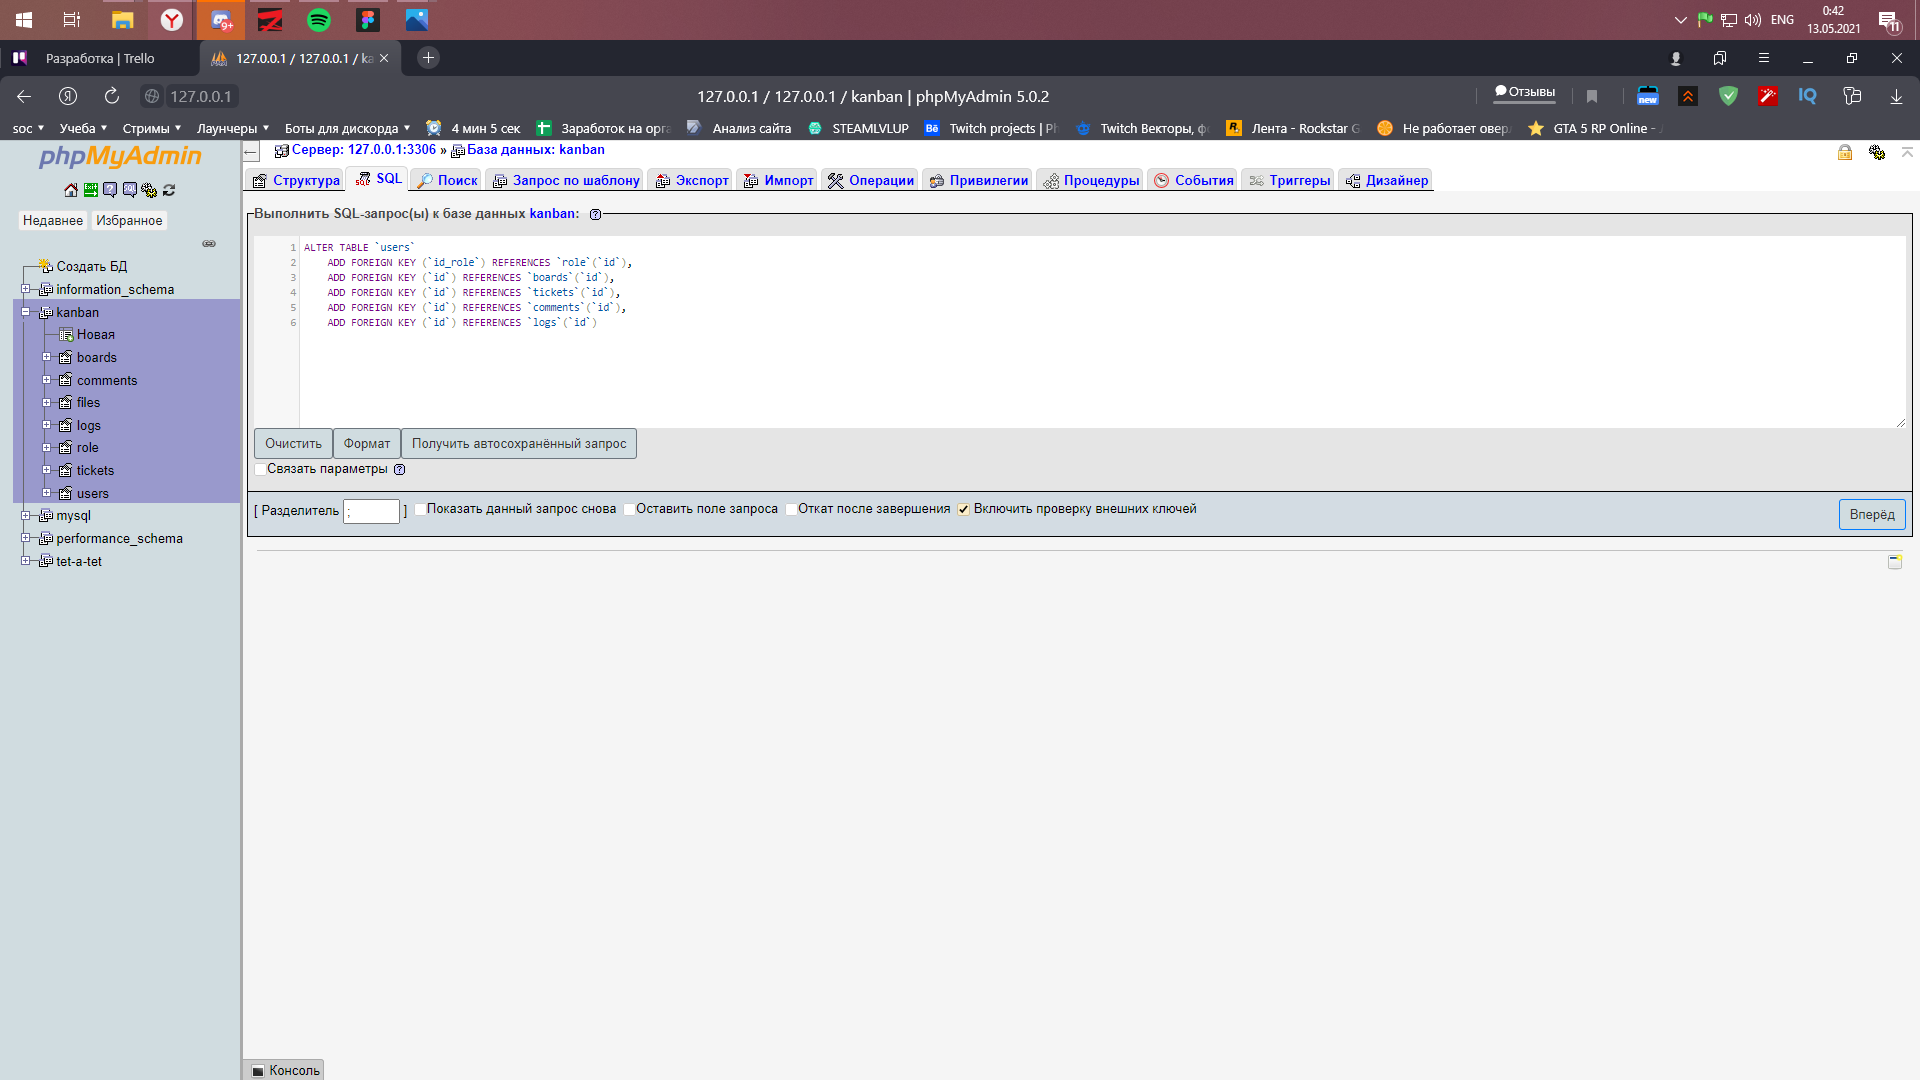 ENG
0:42
13.05.2021
11
9+
Разработка | Trello
127.0.0.1 / 127.0.0.1 / ka
127.0.0.1
127.0.0.1 / 127.0.0.1 / kanban | phpMyAdmin 5.0.2
Отзывы
new
IQ
soc
Учеба
Стримы
Лаунчеры
Боты для дискорда
4 мин 5 сек
Заработок на орга
Анализ сайта
STEAMLVLUP
Bē
Twitch projects | Ph
Twitch Векторы, фо
Лента - Rockstar G
Не работает овер
GTA 5 RP Online -
phpMyAdmin
Недавнее
Избранное
Создать БД
information_schema
kanban
Новая
boards
comments
files
logs
role
tickets
users
mysql
performance_schema
tet-a-tet
Сервер: 127.0.0.1:3306 » База данных: kanban
Структура
SQL
Поиск
Запрос по шаблону
Экспорт
Импорт
Операции
Привилегии
Процедуры
События
Триггеры
Дизайнер
Выполнить SQL-запрос(ы) к базе данных kanban:
1 ALTER TABLE `users`
2 ADD FOREIGN KEY (`id_role`) REFERENCES `role`(`id`),
3 ADD FOREIGN KEY (`id`) REFERENCES `boards`(`id`),
4 ADD FOREIGN KEY (`id`) REFERENCES `tickets`(`id`),
5 ADD FOREIGN KEY (`id`) REFERENCES `comments`(`id`),
6 ADD FOREIGN KEY (`id`) REFERENCES `logs`(`id`)
Очистить
Формат
Получить автосохранённый запрос
Связать параметры
[ Разделитель ; ]
Показать данный запрос снова
Оставить поле запроса
Откат после завершения
Включить проверку внешних ключей
Вперёд
Консоль